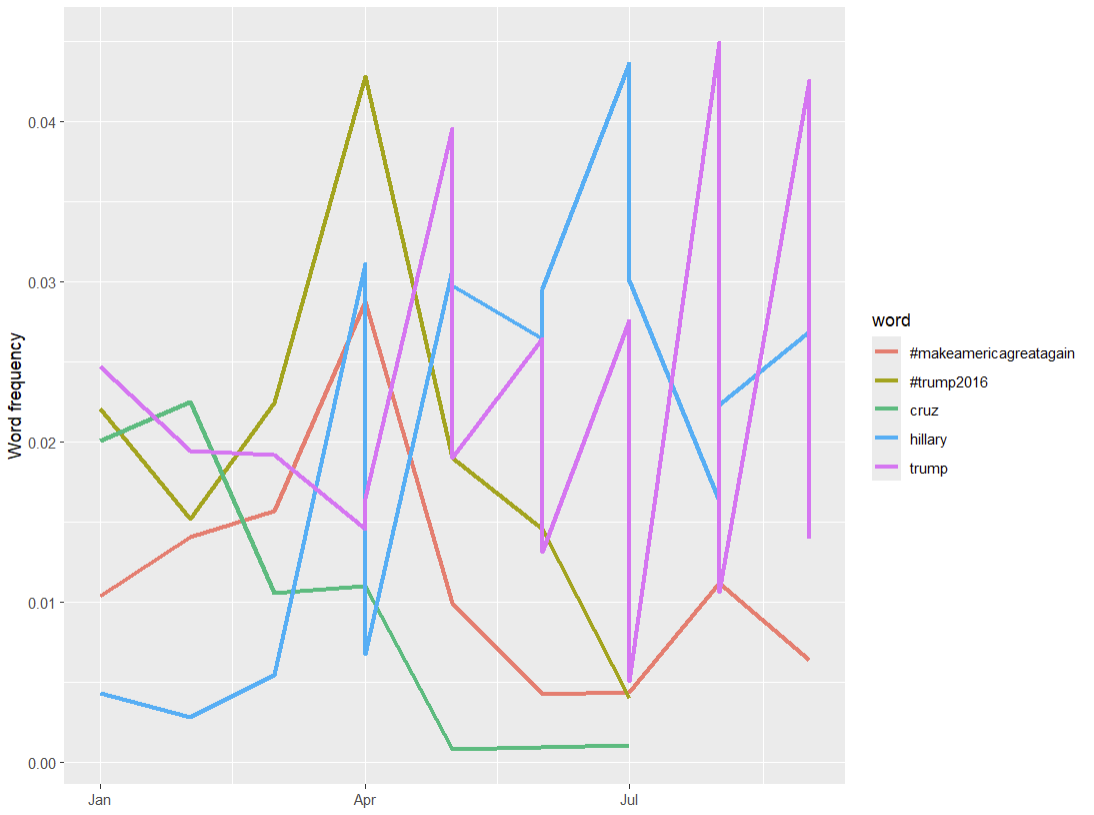 Word frequency
0.04
0.03
0.02
0.01
0.00
Jan
Apr
Jul
word
#makeamericagreatagain
#trump2016
cruz
hillary
trump